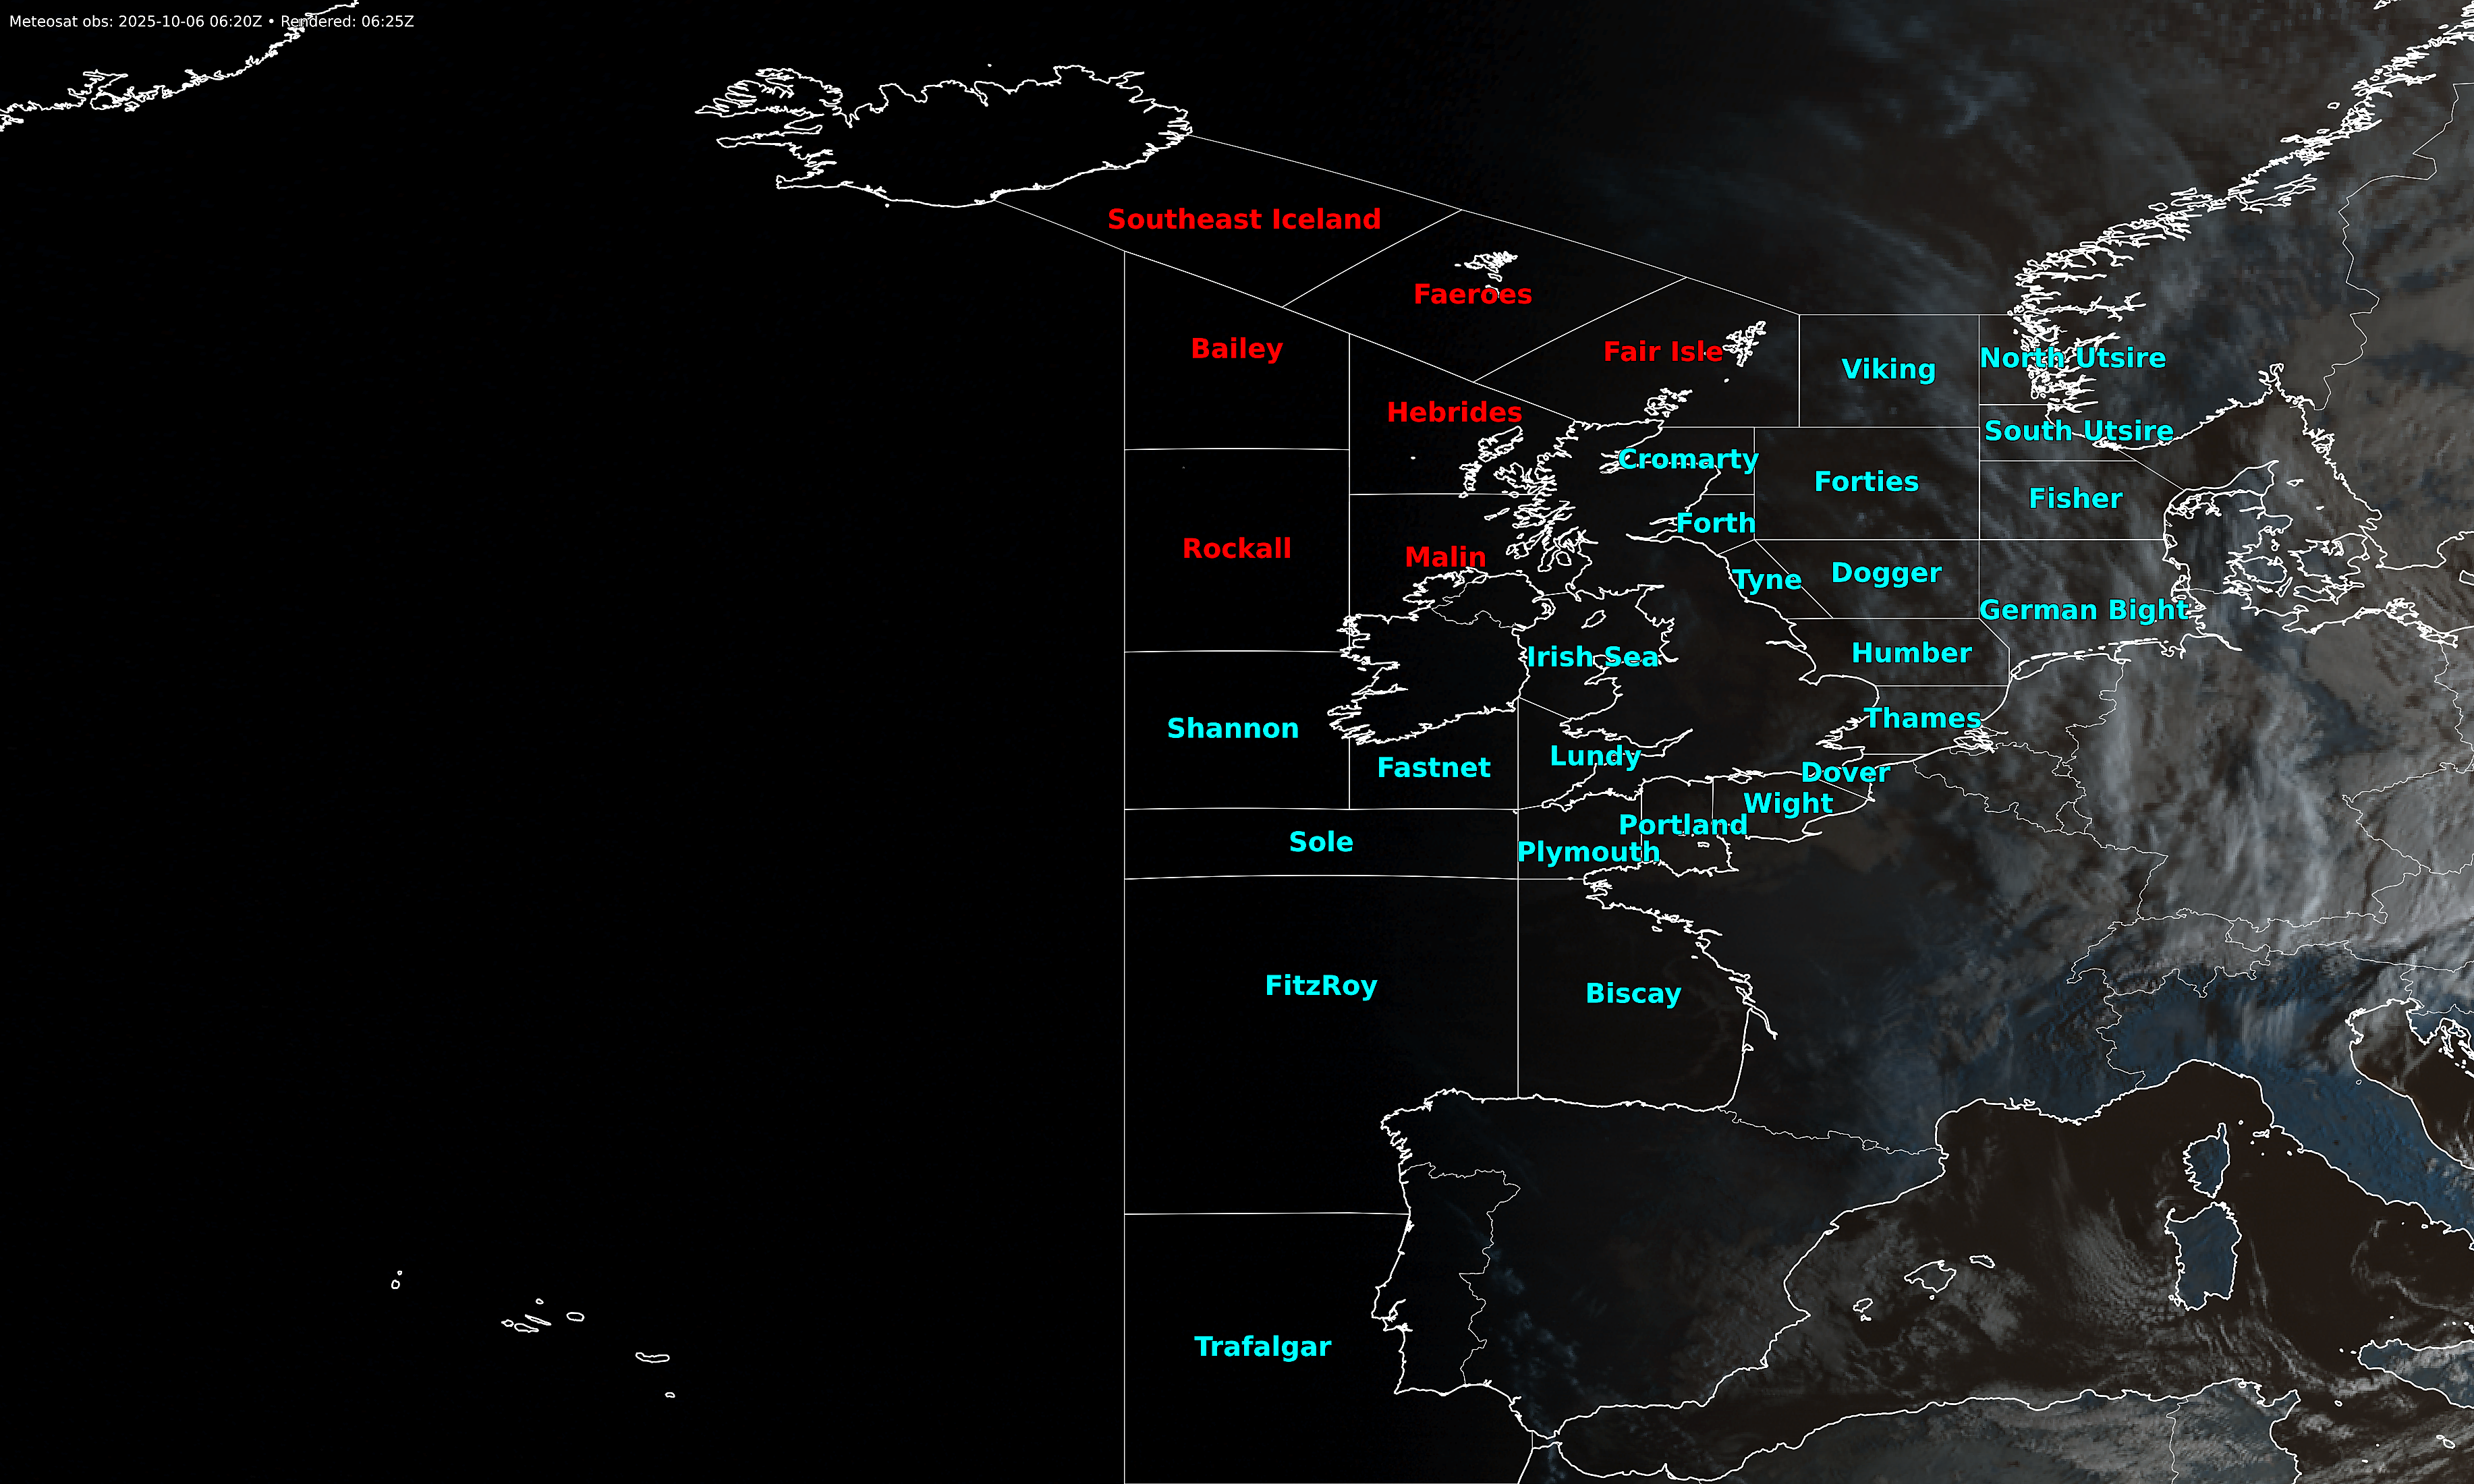 Meteosat obs: 2025-10-06 06:20Z • Rendered: 06:25Z
Southeast Iceland
Faeroes
Bailey
Fair Isle
Viking
North Utsire
Hebrides
South Utsire
Cromarty
Forties
Fisher
Forth
Rockall
Malin
Tyne
Dogger
German Bight
Irish Sea
Humber
Shannon
Thames
Fastnet
Lundy
Dover
Wight
Portland
Sole
Plymouth
FitzRoy
Biscay
Trafalgar